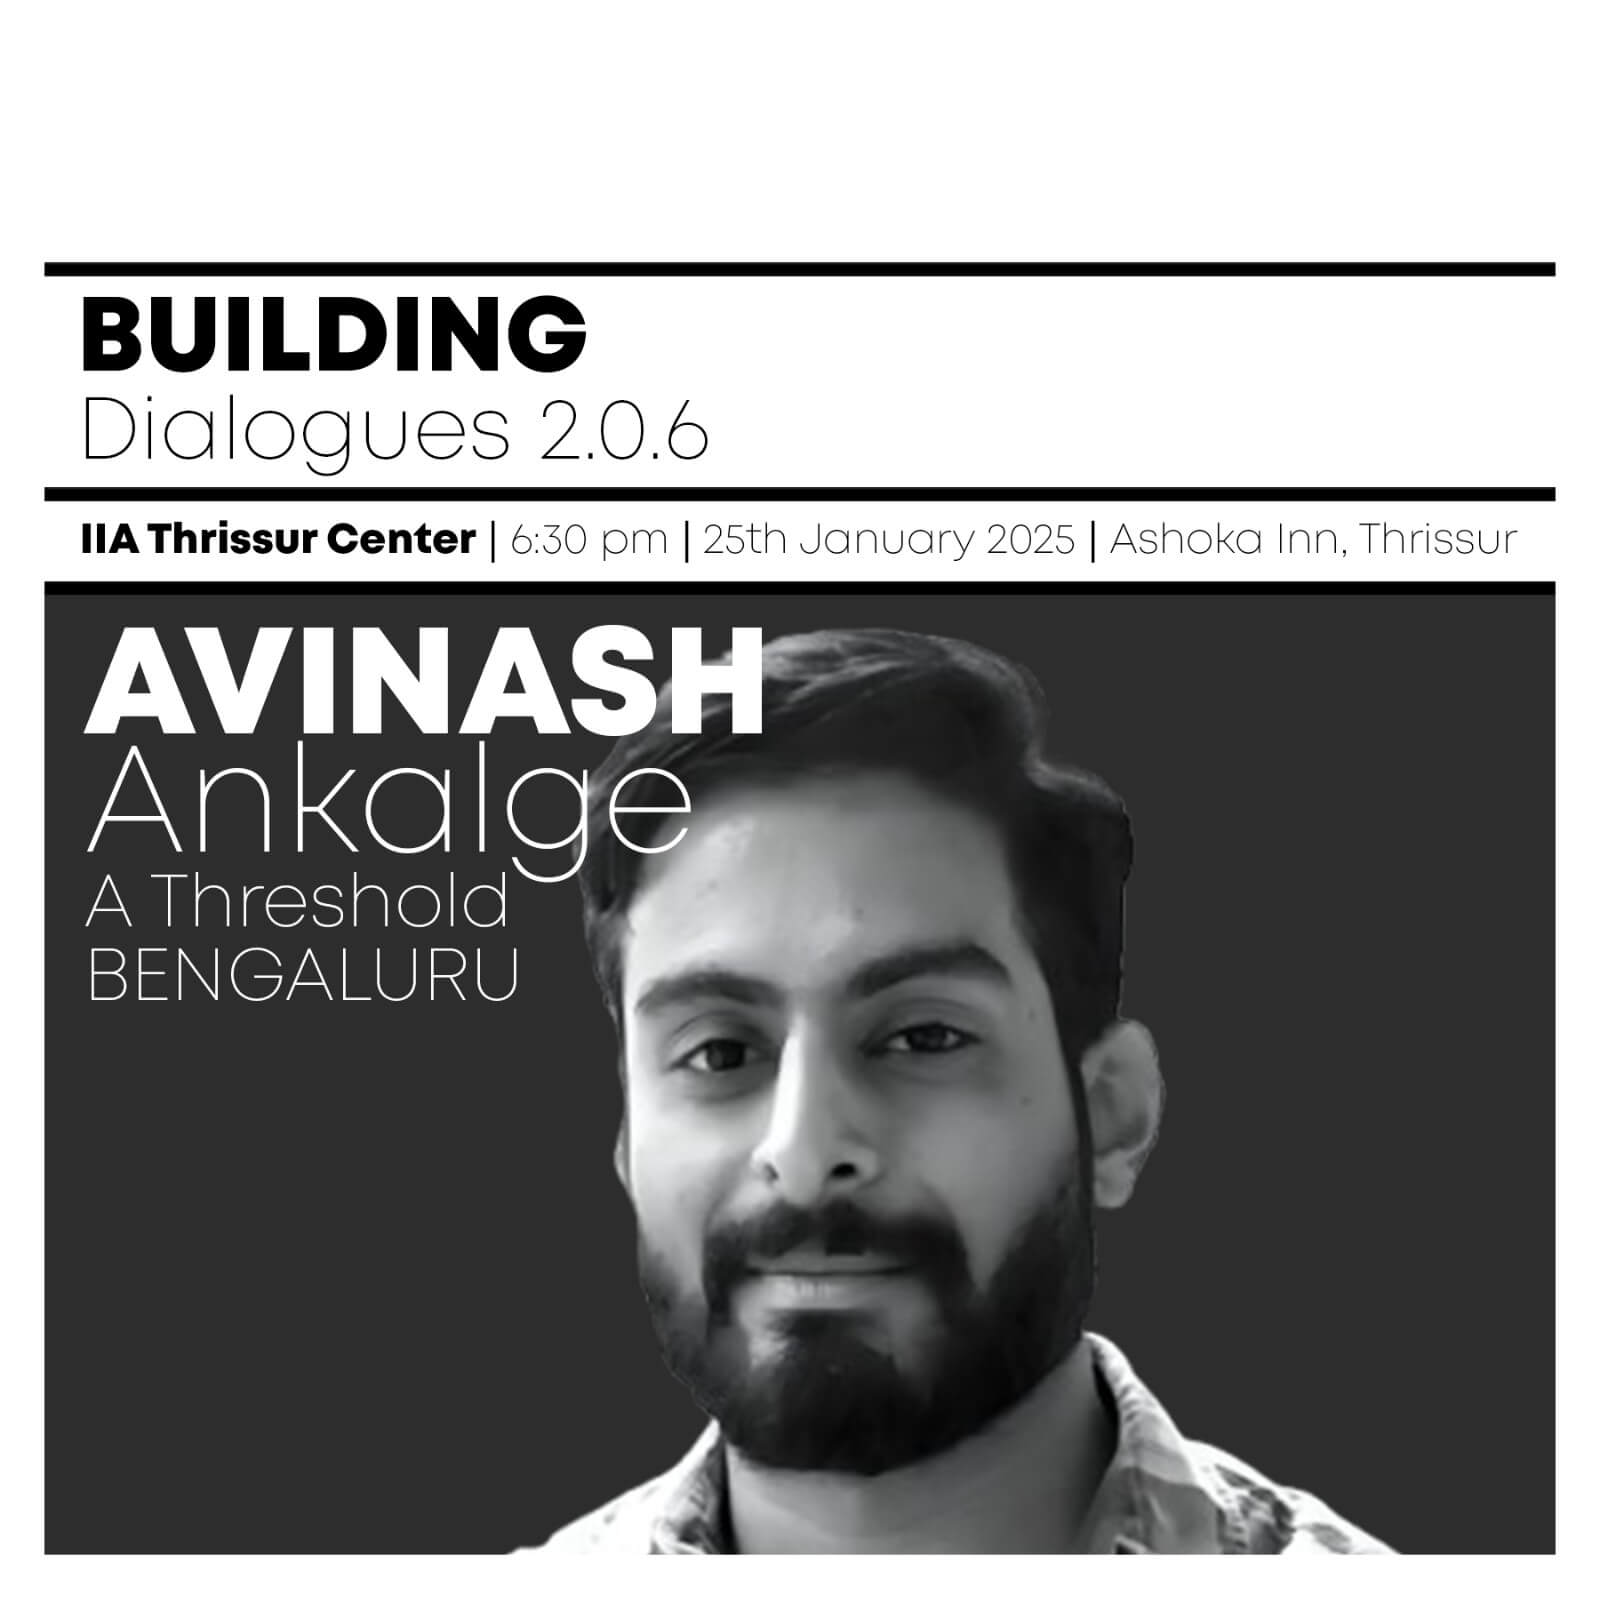 BUILDING
Dialogues 2.0.6
IIA Thrissur Center | 6:30 pm | 25th January 2025 | Ashoka Inn, Thrissur
AVINASH
Ankalge
A Threshold
BENGALURU